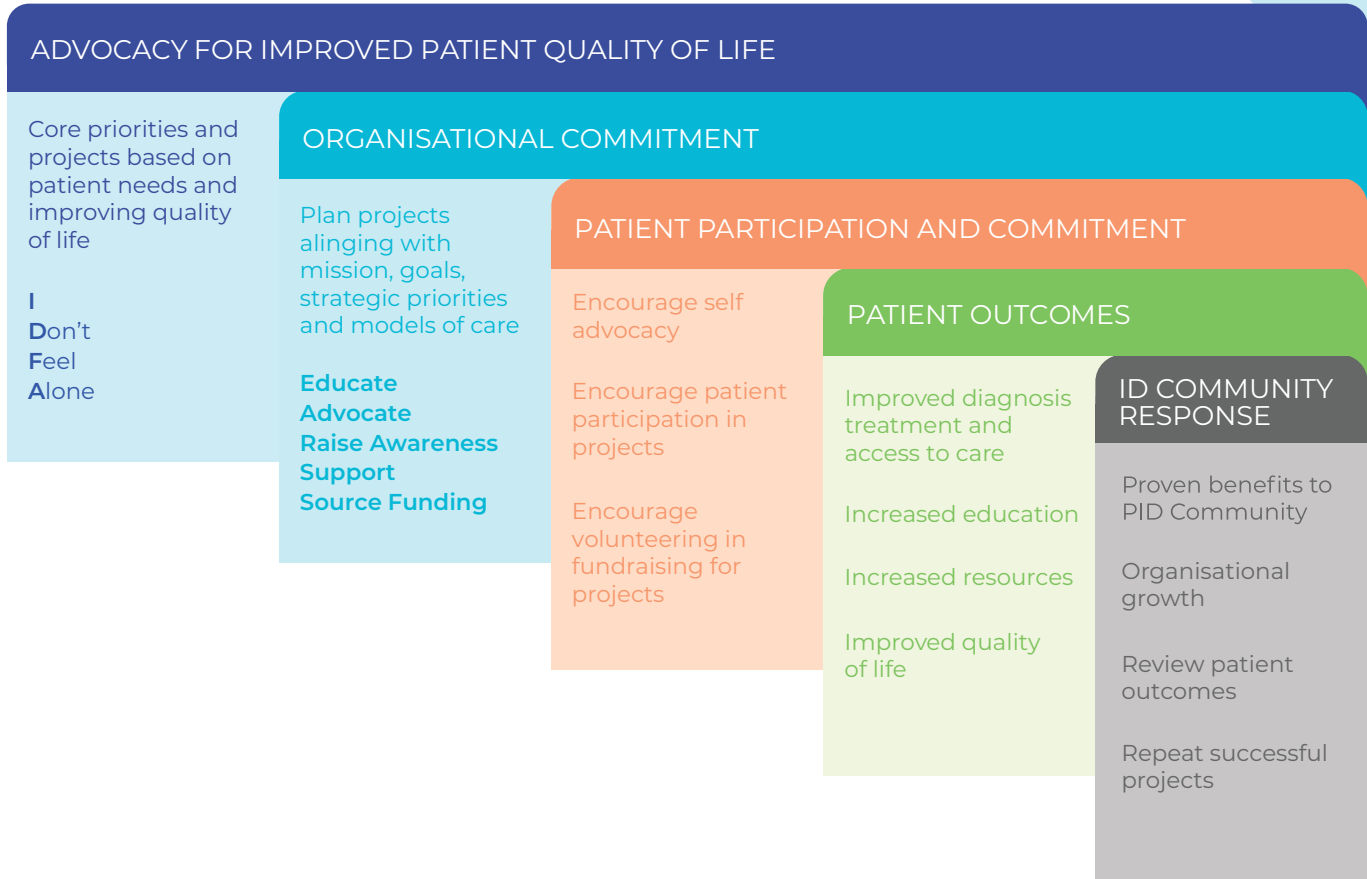 ADVOCACY FOR IMPROVED PATIENT QUALITY OF LIFE
Core priorities and
projects based on
patient needs and
improving quality
of life
I
Don't
Feel
Alone
ORGANISATIONAL COMMITMENT
Plan projects
alinging with
mission, goals,
strategic priorities
and models of care
Educate
Advocate
Raise Awareness
Support
Source Funding
PATIENT PARTICIPATION AND COMMITMENT
Encourage self
advocacy
Encourage patient
participation in
projects
Encourage
volunteering in
fundraising for
projects
PATIENT OUTCOMES
Improved diagnosis
treatment and
access to care
Increased education
Increased resources
Improved quality
of life
ID COMMUNITY
RESPONSE
Proven benefits to
PID Community
Organisational
growth
Review patient
outcomes
Repeat successful
projects